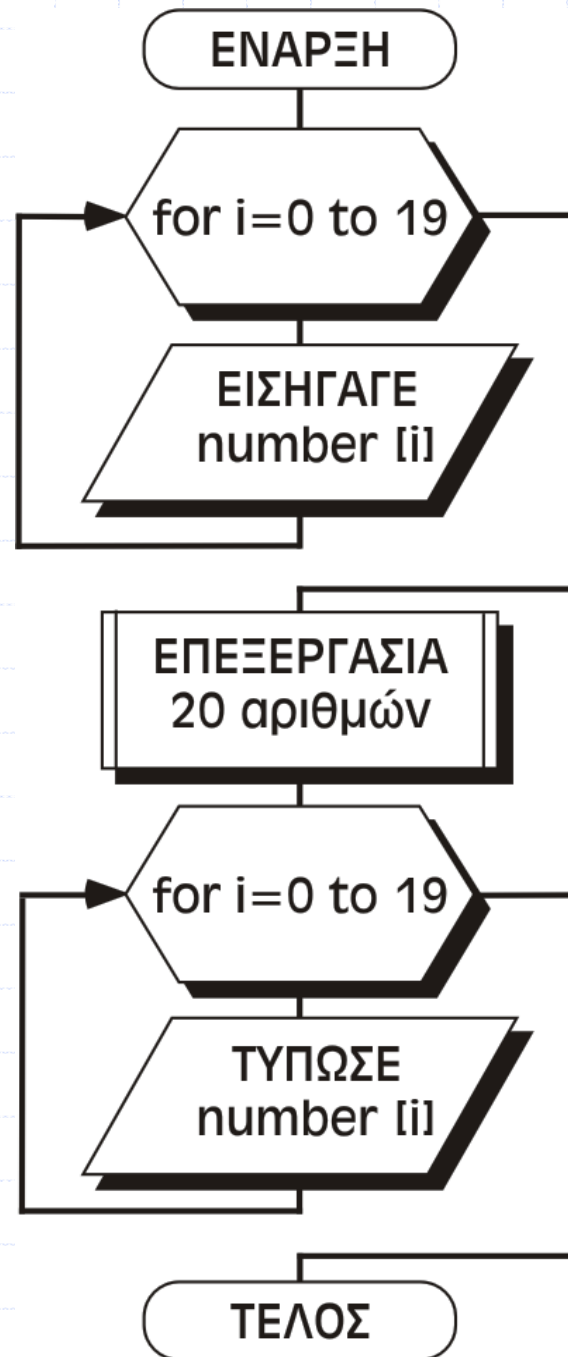 ΕΝΑΡΞΗ
for i=0 to 19
ΕΙΣΗΓΑΓΕ
number [i]
ΕΠΕΞΕΡΓΑΣΙΑ
20 αριθμών
for i=0 to 19
ΤΥΠΩΣΕ
number [i]
ΤΕΛΟΣ